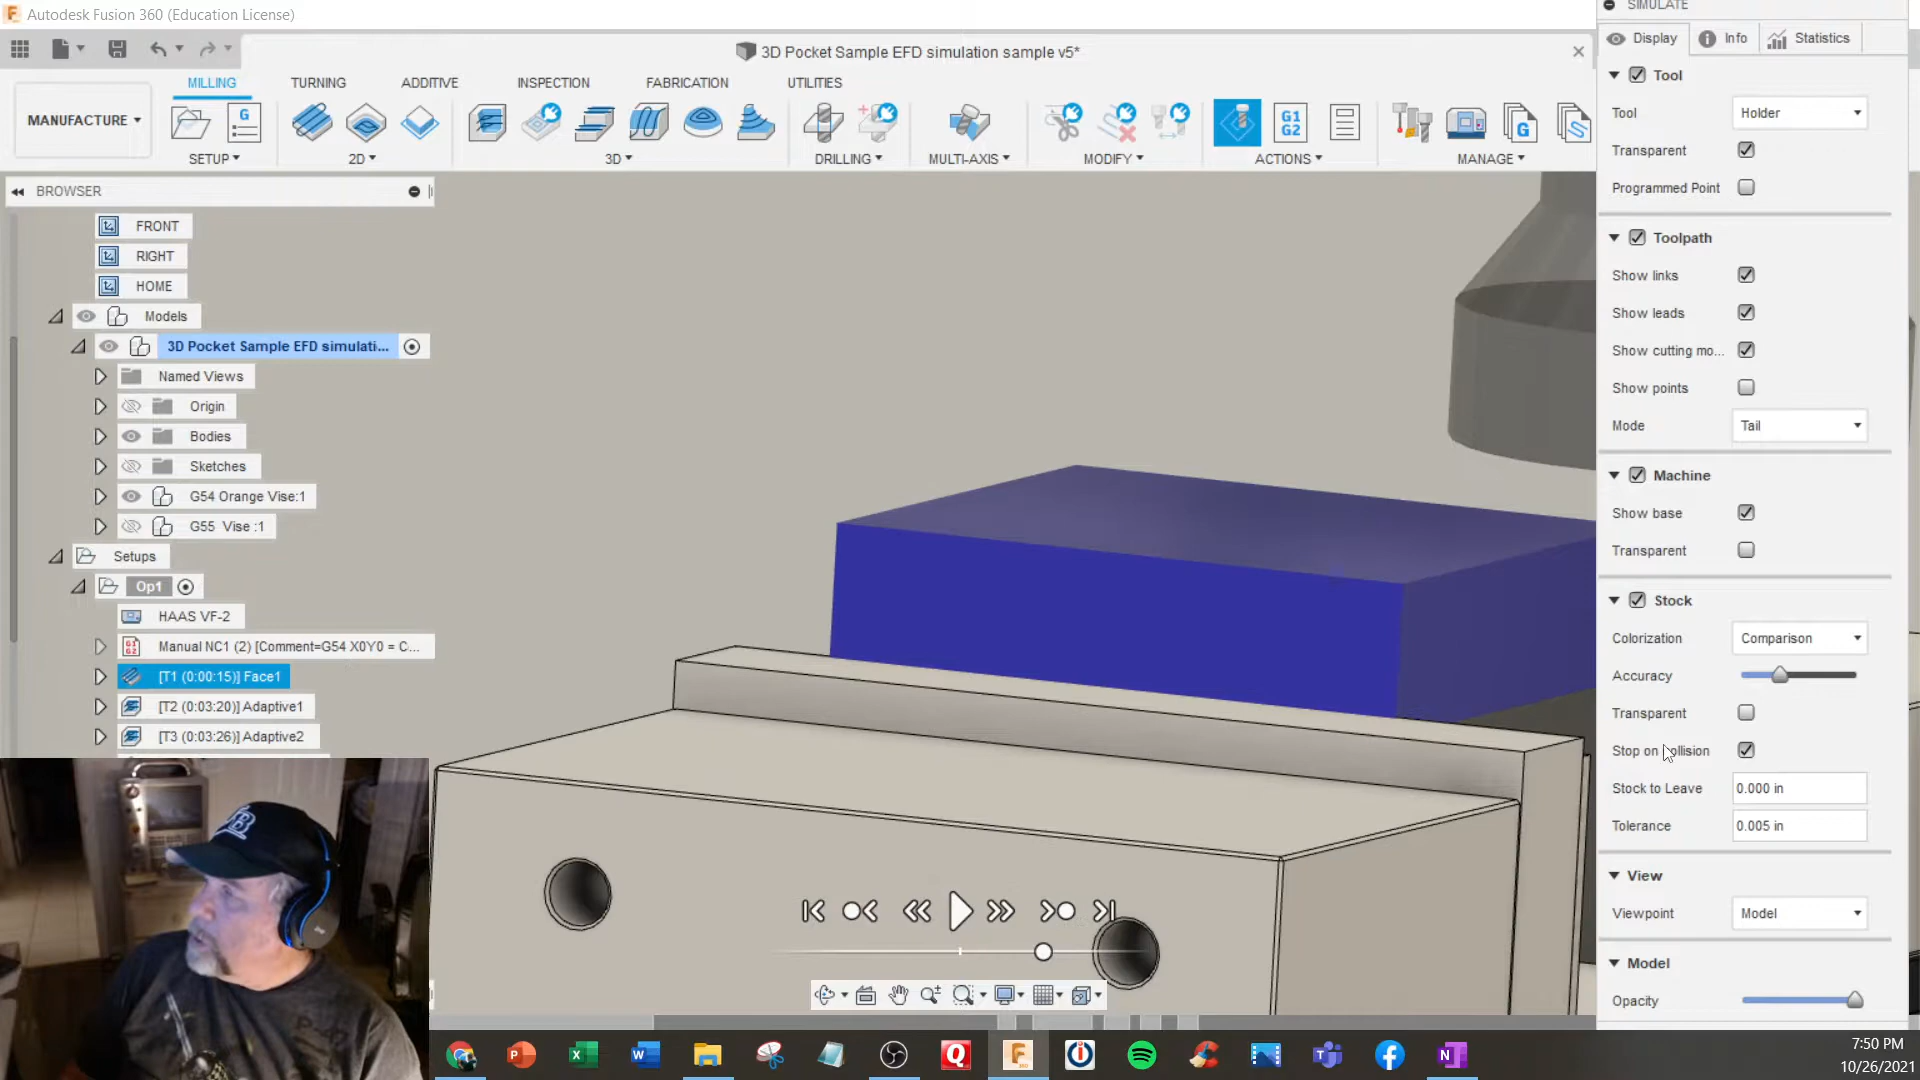 Autodesk Fusion 360 (Education License)
3D Pocket Sample EFD simulation sample v5*
MANUFACTURE
MILLING
TURNING
ADDITIVE
INSPECTION
FABRICATION
UTILITIES
G
G1
G2
G
SETUP
2D
3D
DRILLING
MULTI-AXIS
MODIFY
ACTIONS
MANAGE
BROWSER
FRONT
RIGHT
HOME
Models
3D Pocket Sample EFD simulati...
Named Views
Origin
Bodies
Sketches
G54 Orange Vise:1
G55 Vise :1
Setups
Op1
HAAS VF-2
Manual NC1 (2) [Comment=G54 X0Y0 = C...
[T1 (0:00:15)] Face1
[T2 (0:03:20)] Adaptive1
[T3 (0:03:26)] Adaptive2
SIMULATE
Display
Info
Statistics
Tool
Tool Holder
Transparent
Programmed Point
Toolpath
Show links
Show leads
Show cutting mo...
Show points
Mode Tail
Machine
Show base
Transparent
Stock
Colorization Comparison
Accuracy
Transparent
Stop on collision
Stock to Leave 0.000 in
Tolerance 0.005 in
View
Viewpoint Model
Model
Opacity
7:50 PM
10/26/2021